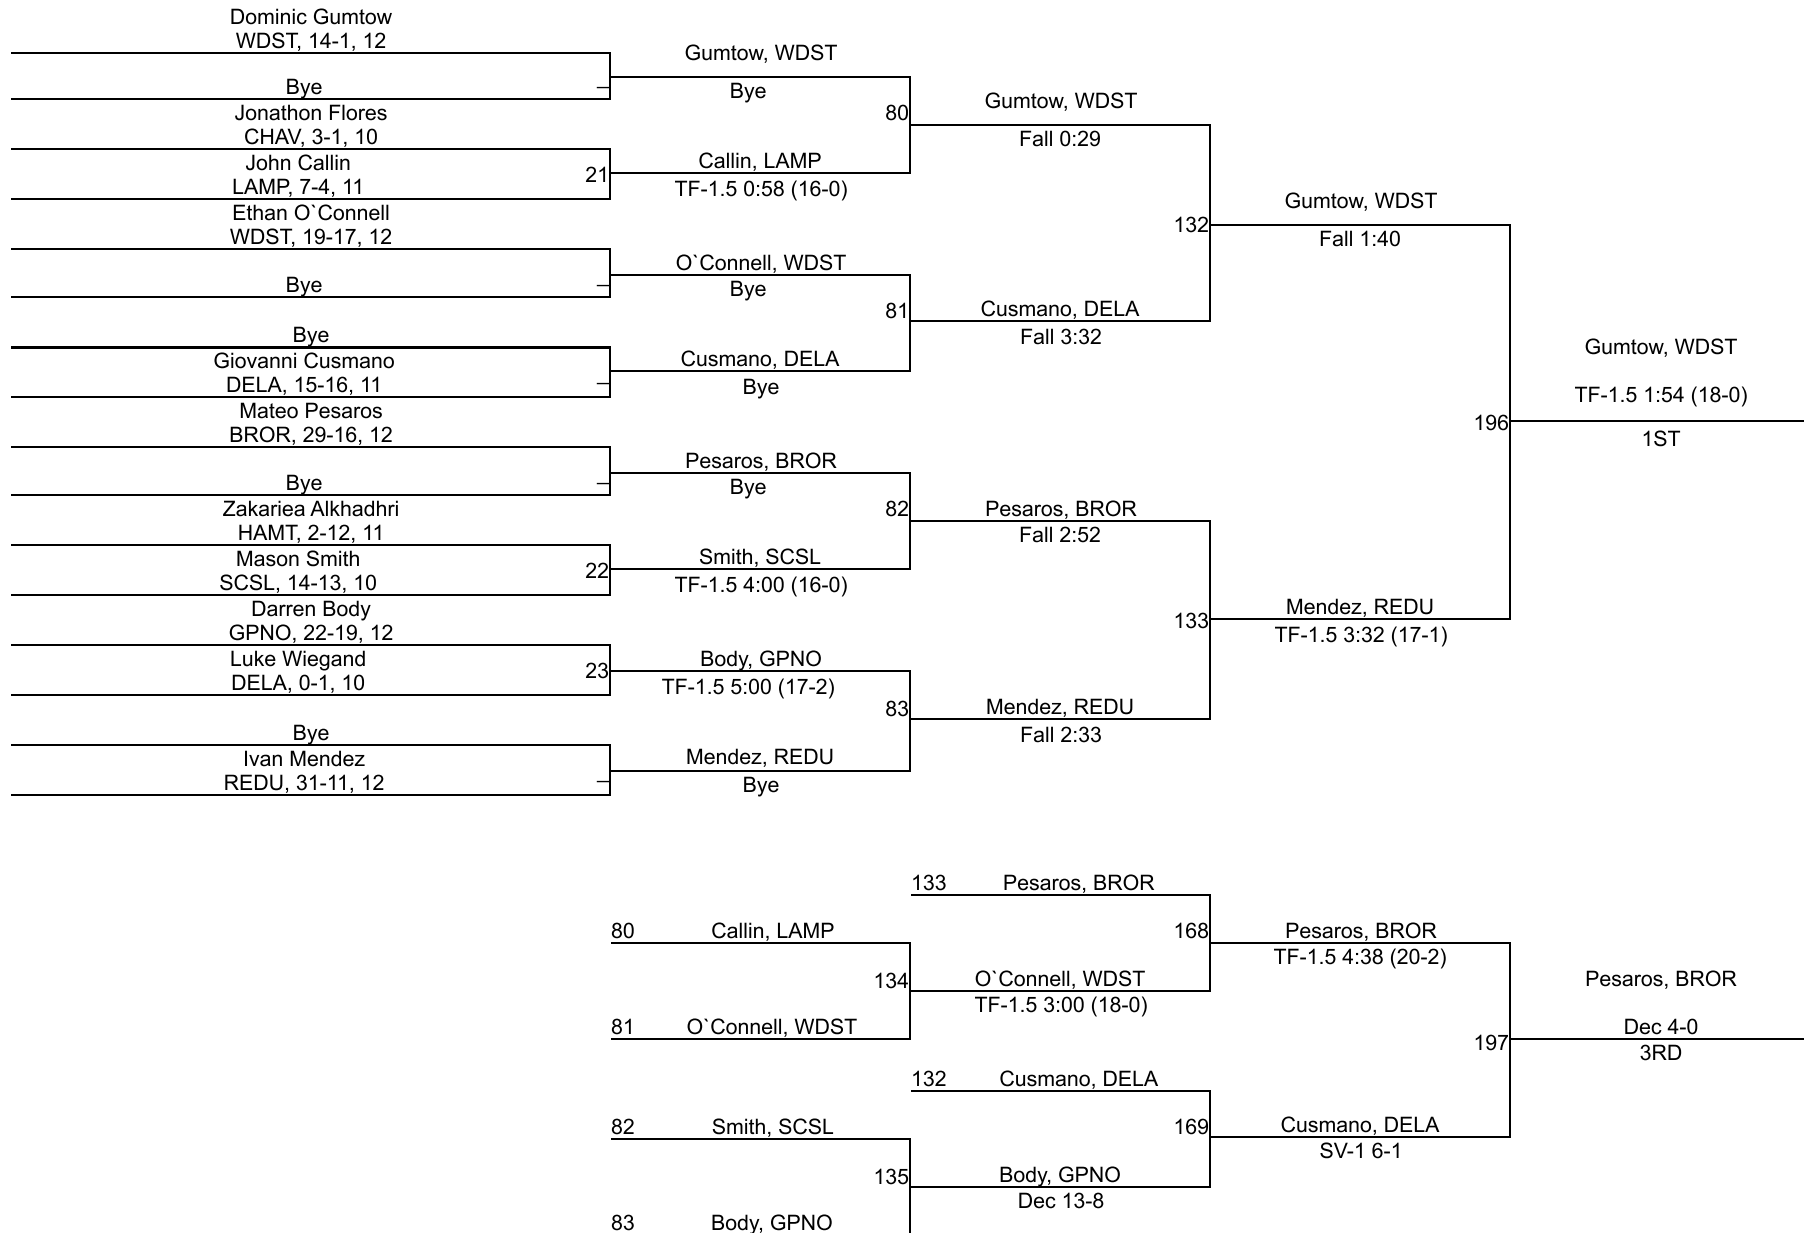 Dominic Gumtow
WDST, 14-1, 12
Bye
Jonathon Flores
CHAV, 3-1, 10
John Callin
LAMP, 7-4, 11
21
Ethan O`Connell
WDST, 19-17, 12
Bye
Bye
Giovanni Cusmano
DELA, 15-16, 11
Mateo Pesaros
BROR, 29-16, 12
Bye
Zakariea Alkhadhri
HAMT, 2-12, 11
Mason Smith
SCSL, 14-13, 10
22
Darren Body
GPNO, 22-19, 12
Luke Wiegand
DELA, 0-1, 10
23
Bye
Ivan Mendez
REDU, 31-11, 12
Gumtow, WDST
Bye
80
Callin, LAMP
TF-1.5 0:58 (16-0)
O`Connell, WDST
Bye
81
Cusmano, DELA
Bye
Pesaros, BROR
Bye
82
Smith, SCSL
TF-1.5 4:00 (16-0)
Body, GPNO
TF-1.5 5:00 (17-2)
83
Mendez, REDU
Bye
Gumtow, WDST
Fall 0:29
132
Cusmano, DELA
Fall 3:32
Pesaros, BROR
Fall 2:52
133
Mendez, REDU
Fall 2:33
Gumtow, WDST
Fall 1:40
196
Mendez, REDU
TF-1.5 3:32 (17-1)
Gumtow, WDST
TF-1.5 1:54 (18-0)
1ST
133 Pesaros, BROR
80 Callin, LAMP
168
134
O`Connell, WDST
TF-1.5 3:00 (18-0)
81 O`Connell, WDST
132 Cusmano, DELA
82 Smith, SCSL
169
135
Body, GPNO
Dec 13-8
83 Body, GPNO
Pesaros, BROR
TF-1.5 4:38 (20-2)
197
Cusmano, DELA
SV-1 6-1
Pesaros, BROR
Dec 4-0
3RD